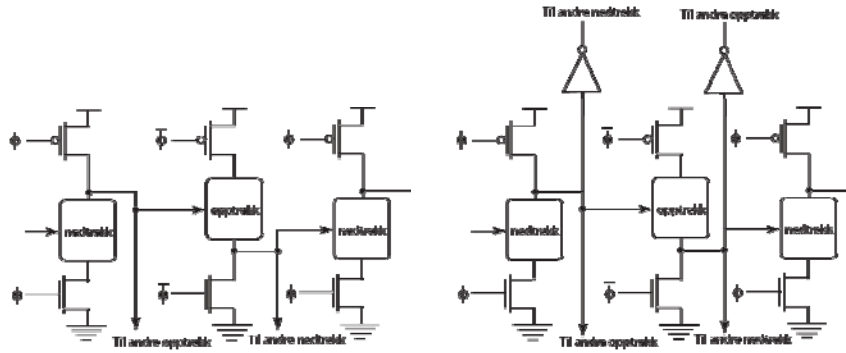 Til andre nedtrekk
Til andre opptrekk
ϕ
ϕ̅
ϕ
ϕ
ϕ̅
ϕ
nedtrekk
opptrekk
nedtrekk
nedtrekk
opptrekk
nedtrekk
ϕ
ϕ̅
ϕ
ϕ
ϕ̅
ϕ
Til andre opptrekk
Til andre nedtrekk
Til andre opptrekk
Til andre nedtrekk